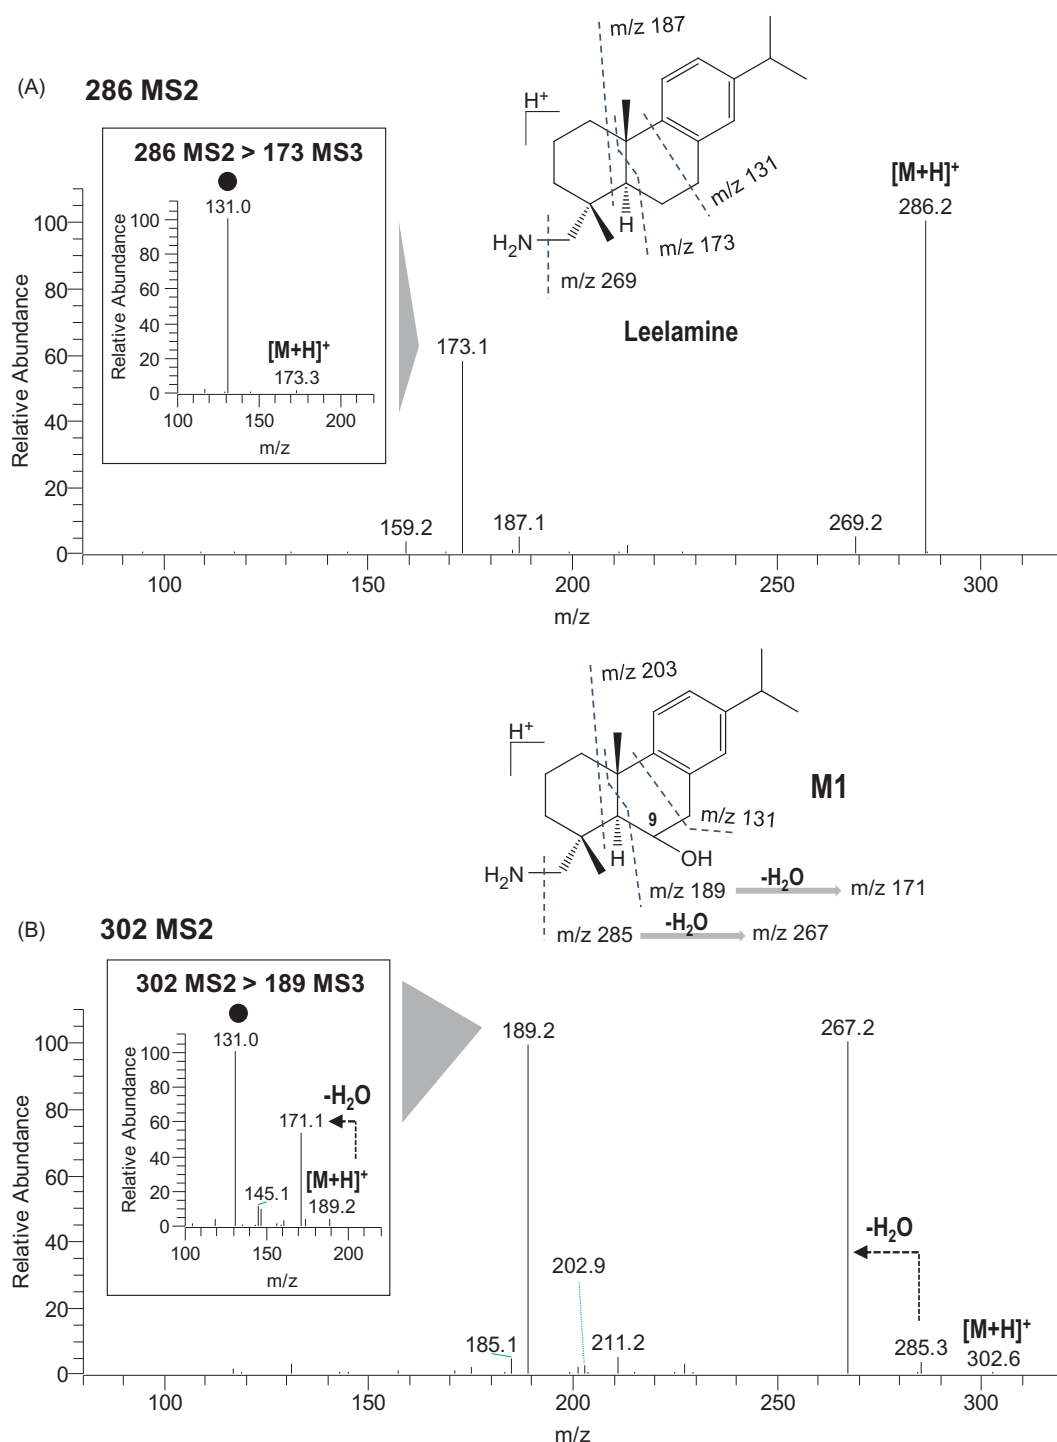 (A) 286 MS2
m/z 187
H+
H2N
H
m/z 131
m/z 173
m/z 269
Leelamine
286 MS2 > 173 MS3
131.0
[M+H]+
173.3
Relative Abundance
100
80
60
40
20
0
100 150 200
m/z
[M+H]+
286.2
173.1
159.2
187.1
269.2
Relative Abundance
100
80
60
40
20
0
100 150 200 250 300
m/z
m/z 203
H+
M1
9
m/z 131
H
OH
H2N
m/z 189 -H2O m/z 171
m/z 285 -H2O m/z 267
(B) 302 MS2
302 MS2 > 189 MS3
131.0
-H2O
171.1
[M+H]+
145.1
189.2
Relative Abundance
100
80
60
40
20
0
100 150 200
m/z
189.2
267.2
-H2O
202.9
185.1
211.2
285.3
[M+H]+
302.6
Relative Abundance
100
80
60
40
20
0
100 150 200 250 300
m/z